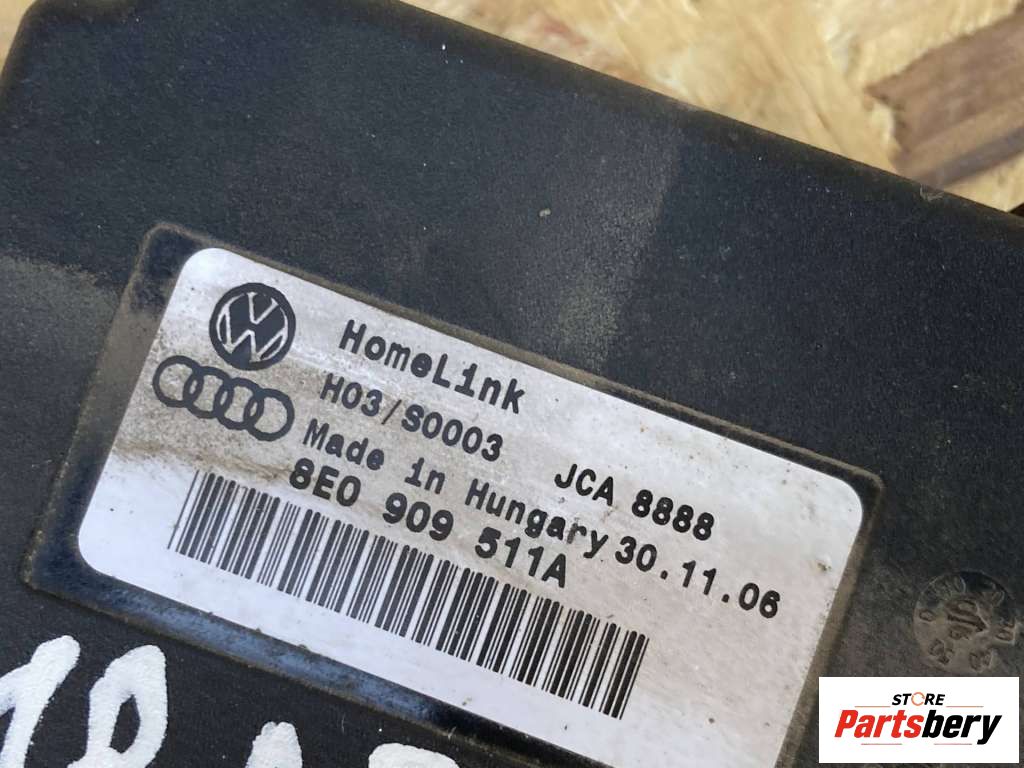 HomeLink
H03/S0003
JCA 8888
Made in Hungary 30.11.06
8E0 909 511A
STORE
Partsbery